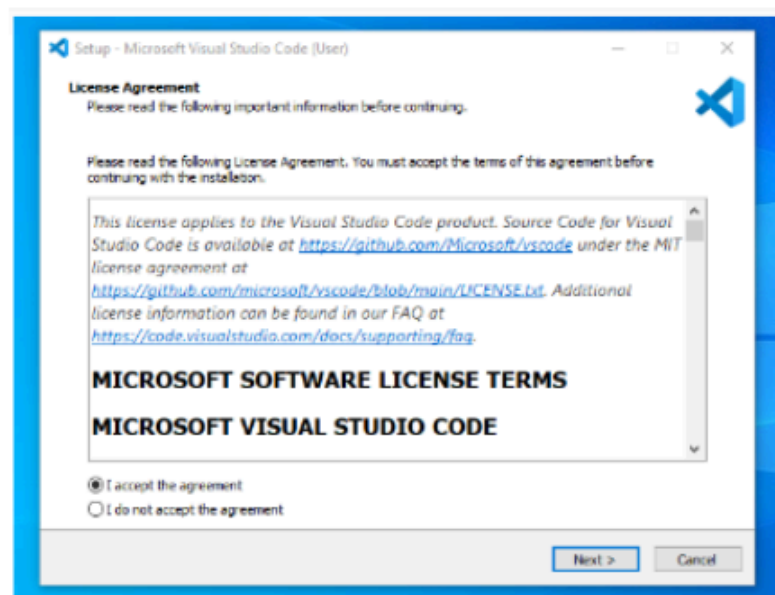 Setup - Microsoft Visual Studio Code (User)
License Agreement
Please read the following important information before continuing.
Please read the following License Agreement. You must accept the terms of this agreement before
continuing with the installation.
This license applies to the Visual Studio Code product. Source Code for Visual
Studio Code is available at https://github.com/Microsoft/vscode under the MIT
license agreement at
https://github.com/microsoft/vscode/blob/main/LICENSE.txt. Additional
license information can be found in our FAQ at
https://code.visualstudio.com/docs/supporting/faq.
MICROSOFT SOFTWARE LICENSE TERMS
MICROSOFT VISUAL STUDIO CODE
I accept the agreement
I do not accept the agreement
Next >
Cancel